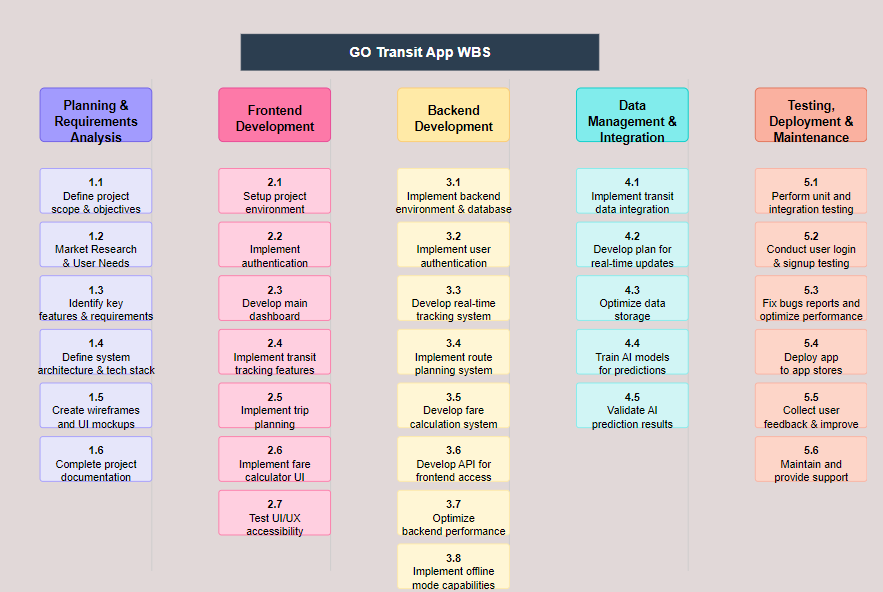 GO Transit App WBS
Planning &
Requirements
Analysis
1.1
Define project
scope & objectives
1.2
Market Research
& User Needs
1.3
Identify key
features & requirements
1.4
Define system
architecture & tech stack
1.5
Create wireframes
and UI mockups
1.6
Complete project
documentation
Frontend
Development
2.1
Setup project
environment
2.2
Implement
authentication
2.3
Develop main
dashboard
2.4
Implement transit
tracking features
2.5
Implement trip
planning
2.6
Implement fare
calculator UI
2.7
Test UI/UX
accessibility
Backend
Development
3.1
Implement backend
environment & database
3.2
Implement user
authentication
3.3
Develop real-time
tracking system
3.4
Implement route
planning system
3.5
Develop fare
calculation system
3.6
Develop API for
frontend access
3.7
Optimize
backend performance
3.8
Implement offline
mode capabilities
Data
Management &
Integration
4.1
Implement transit
data integration
4.2
Develop plan for
real-time updates
4.3
Optimize data
storage
4.4
Train AI models
for predictions
4.5
Validate AI
prediction results
Testing,
Deployment &
Maintenance
5.1
Perform unit and
integration testing
5.2
Conduct user login
& signup testing
5.3
Fix bugs reports and
optimize performance
5.4
Deploy app
to app stores
5.5
Collect user
feedback & improve
5.6
Maintain and
provide support